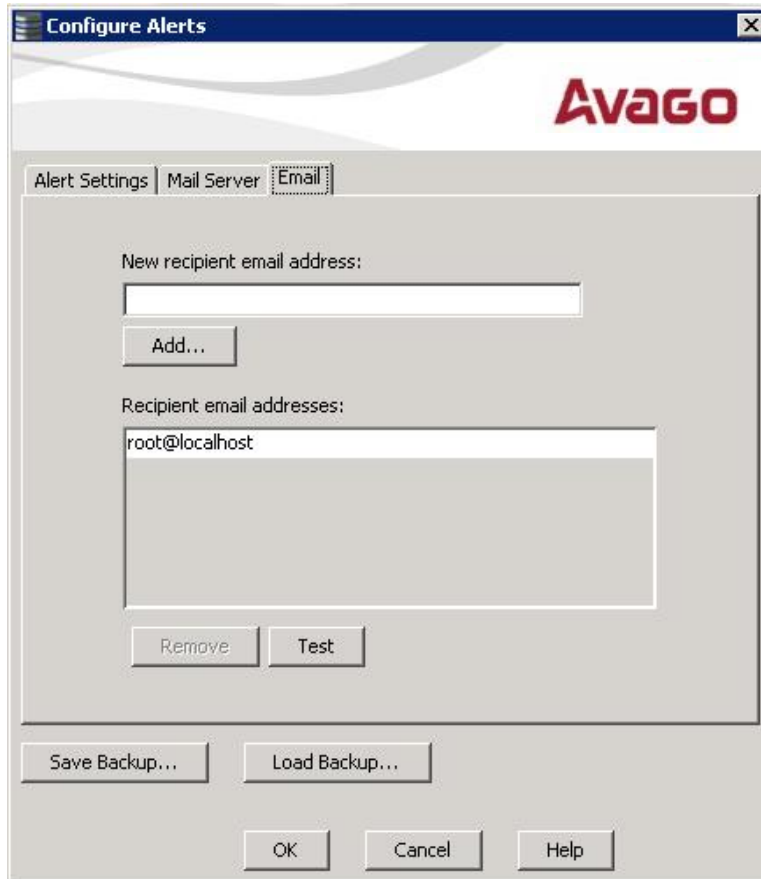 Configure Alerts
Avago
Alert Settings Mail Server Email
New recipient email address:
Add...
Recipient email addresses:
root@localhost
Remove Test
Save Backup... Load Backup...
OK Cancel Help